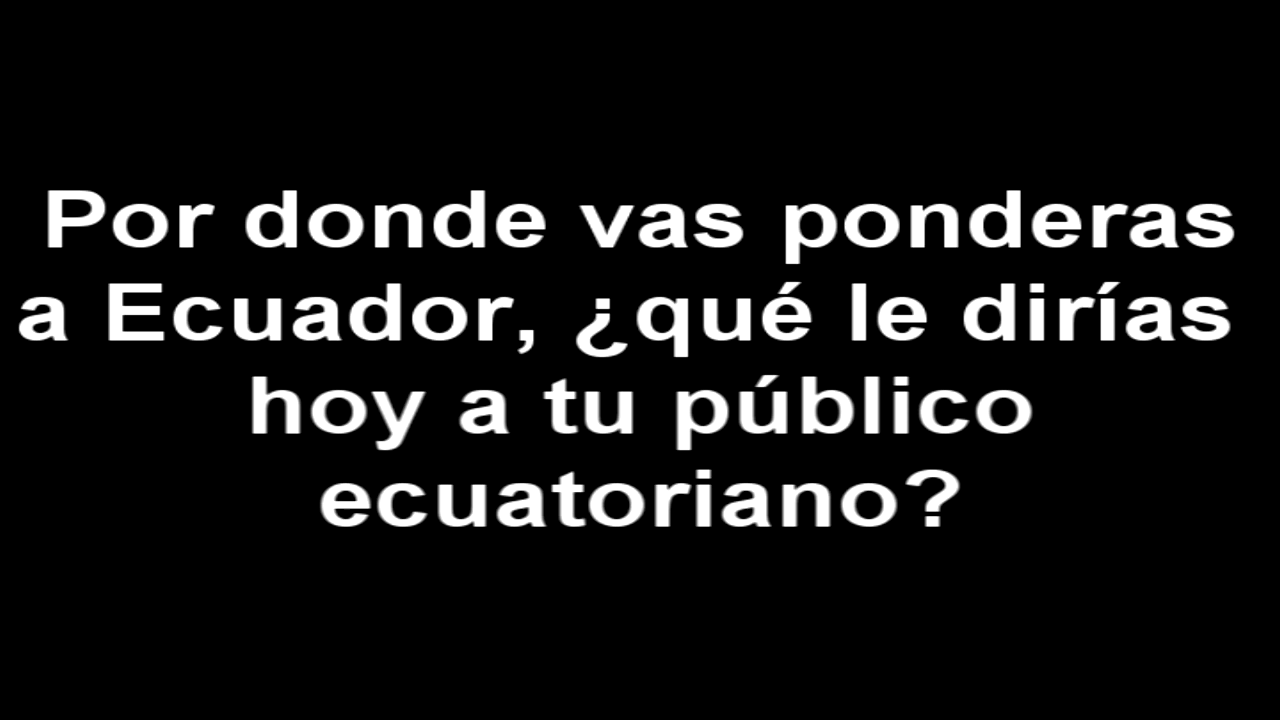 Por donde vas ponderas
a Ecuador, ¿qué le dirías
hoy a tu público
ecuatoriano?